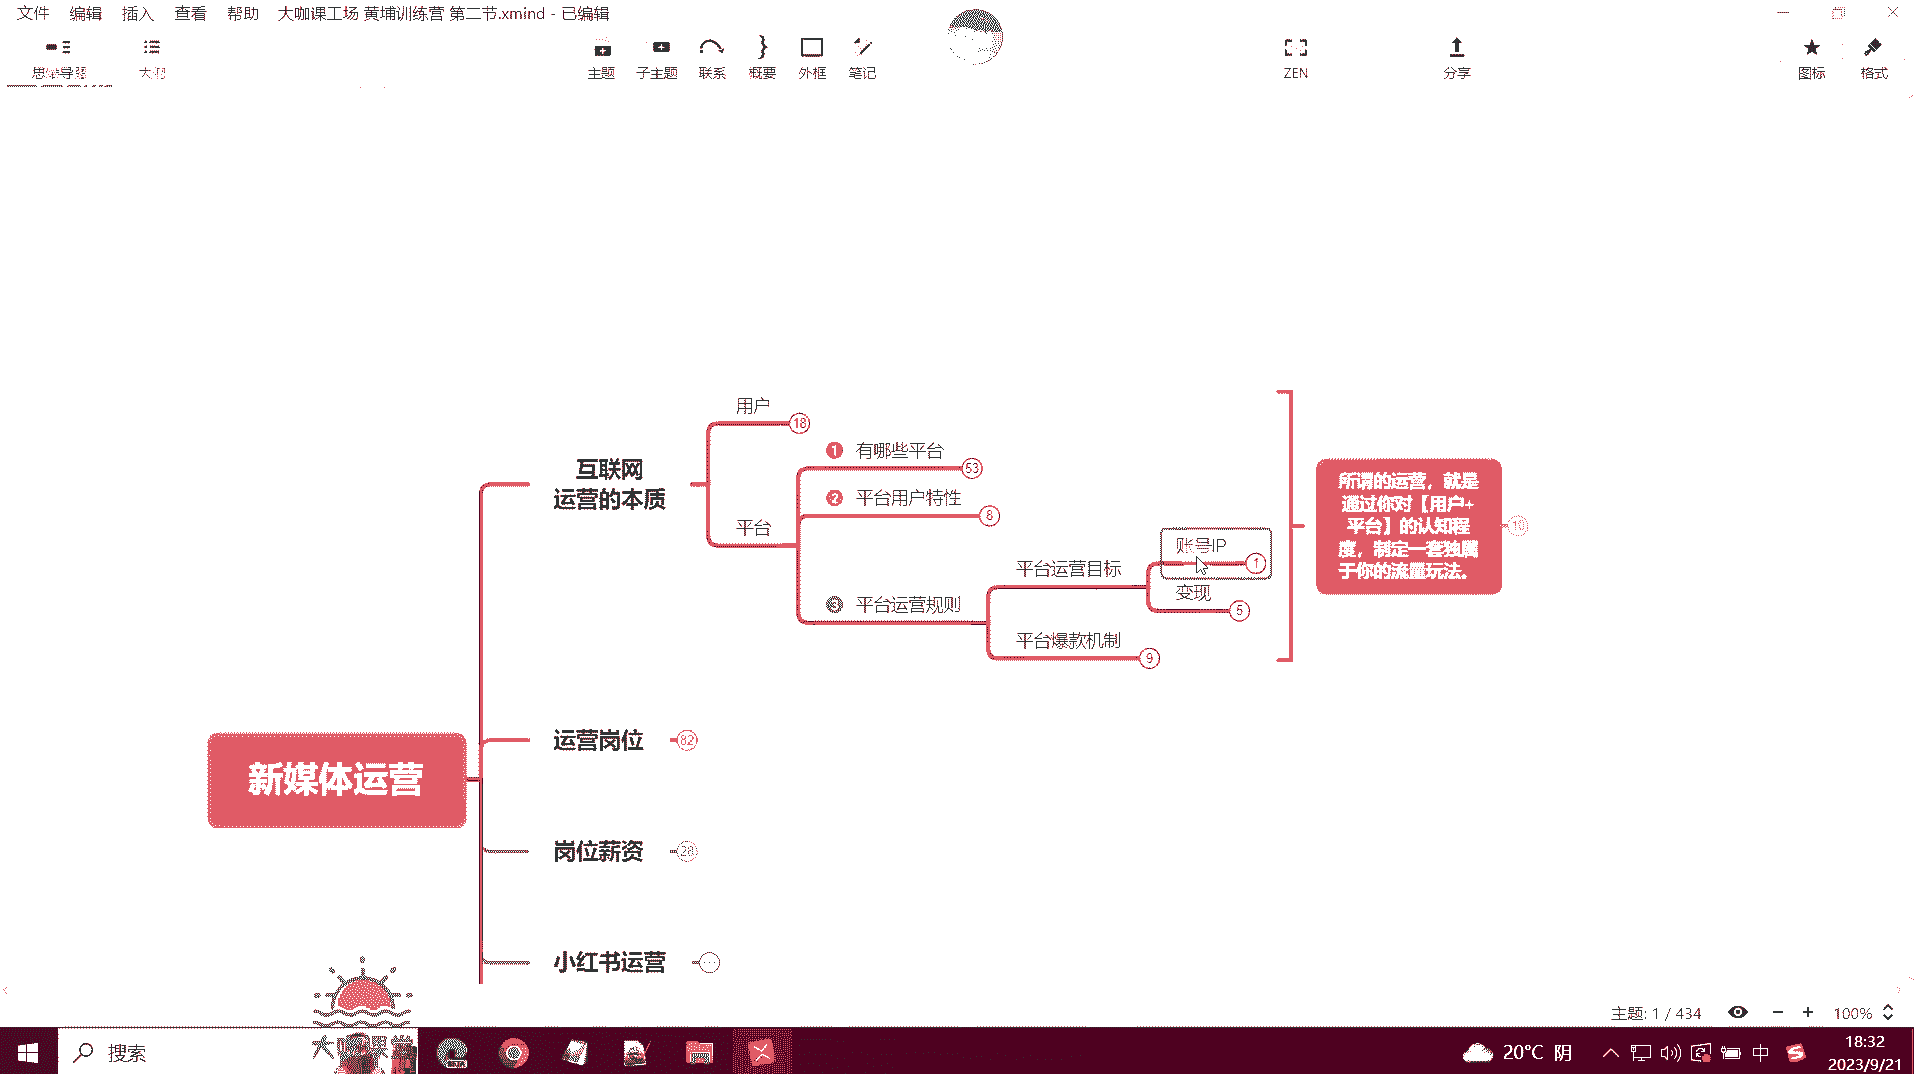 文件 编辑 插入 查看 帮助 大咖课工场 黄埔训练营 第二节.xmind - 已编辑
思维导图 大纲 主题 子主题 联系 概要 外框 笔记 ZEN 分享 图标 格式
用户 18
1 有哪些平台 53
互联网
运营的本质
2 平台用户特性 8
平台
账号IP 1
平台运营目标
变现 5
3 平台运营规则
平台爆款机制 9
所谓的运营，就是
通过你对【用户+
平台】的认知程
度，制定一套独属
于你的流量玩法。
10
运营岗位 82
新媒体运营
岗位薪资 28
小红书运营
主题: 1 / 434 100%
搜索
20°C 阴
中
18:32
2023/9/21